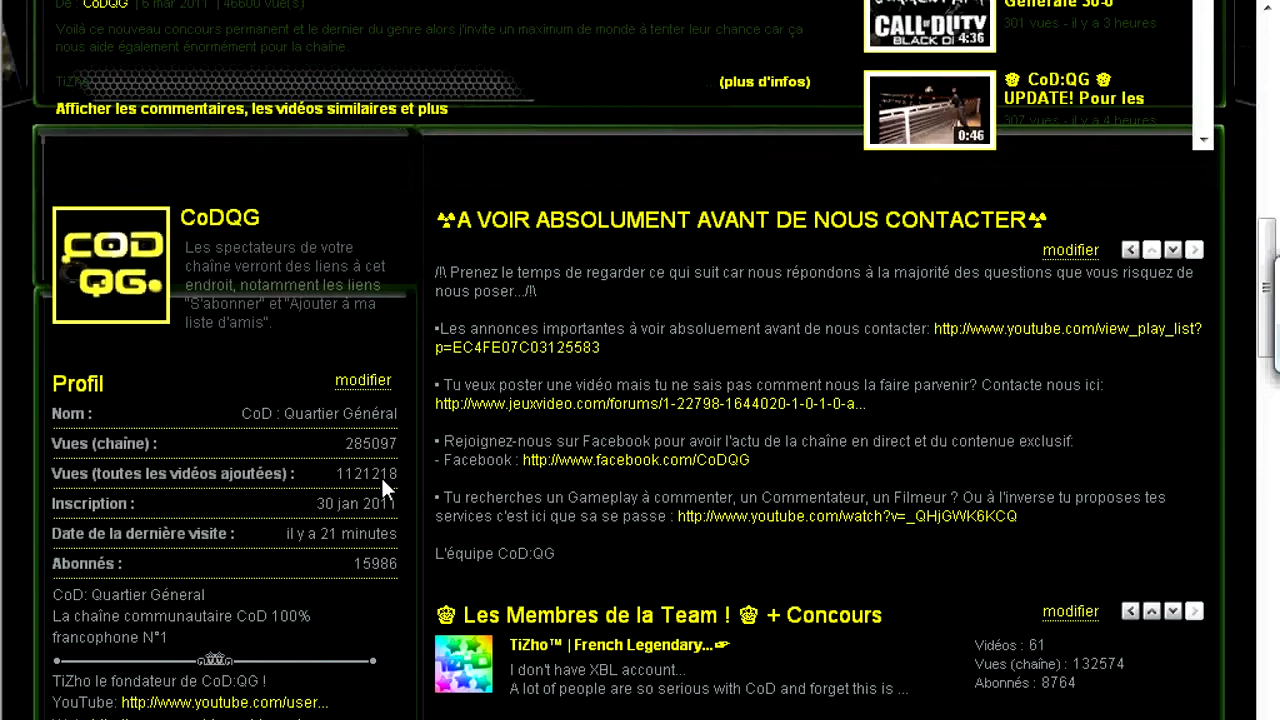 De : CoDQG | 6 mar 2011 | 46600 vue(s)
Voilà ce nouveau concours permanent et le dernier du genre alors j'invite un maximum de monde à tenter leur chance car ça
nous aide également énormément pour la chaîne.
TiZho
(plus d'infos)
Afficher les commentaires, les vidéos similaires et plus
Générale 30-0
301 vues - il y a 3 heures
CALL OF DUTY
BLACK
4:36
CoD:QG
UPDATE! Pour les
307 vues - il y a 4 heures
0:46
COD
QG.
CoDQG
Les spectateurs de votre
chaîne verront des liens à cet
endroit, notamment les liens
"S'abonner" et "Ajouter à ma
liste d'amis".
Profil
modifier
Nom : CoD : Quartier Général
Vues (chaîne) : 285097
Vues (toutes les vidéos ajoutées) : 1121218
Inscription : 30 jan 2011
Date de la dernière visite : il y a 21 minutes
Abonnés : 15986
CoD: Quartier Géneral
La chaîne communautaire CoD 100%
francophone N°1
TiZho le fondateur de CoD:QG !
YouTube: http://www.youtube.com/user...
☢A VOIR ABSOLUMENT AVANT DE NOUS CONTACTER☢
modifier
/!\ Prenez le temps de regarder ce qui suit car nous répondons à la majorité des questions que vous risquez de
nous poser.../!\
▪Les annonces importantes à voir absoluement avant de nous contacter: http://www.youtube.com/view_play_list?
p=EC4FE07C03125583
▪ Tu veux poster une vidéo mais tu ne sais pas comment nous la faire parvenir? Contacte nous ici:
http://www.jeuxvideo.com/forums/1-22798-1644020-1-0-1-0-a...
▪ Rejoignez-nous sur Facebook pour avoir l'actu de la chaîne en direct et du contenue exclusif:
- Facebook : http://www.facebook.com/CoDQG
▪ Tu recherches un Gameplay à commenter, un Commentateur, un Filmeur ? Ou à l'inverse tu proposes tes
services c'est ici que sa se passe : http://www.youtube.com/watch?v=_QHjGWK6KCQ
L'équipe CoD:QG
Les Membres de la Team ! + Concours
modifier
TiZho™ | French Legendary...
I don't have XBL account...
A lot of people are so serious with CoD and forget this is ...
Vidéos : 61
Vues (chaîne) : 132574
Abonnés : 8764